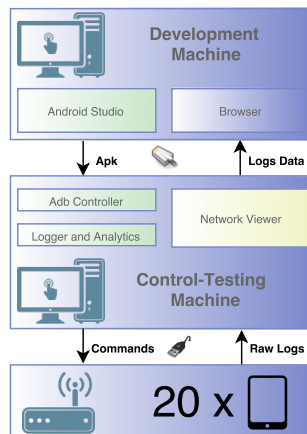 Development
Machine
Android Studio
Browser
Apk
Logs Data
Adb Controller
Logger and Analytics
Network Viewer
Control-Testing
Machine
Commands
Raw Logs
20 x